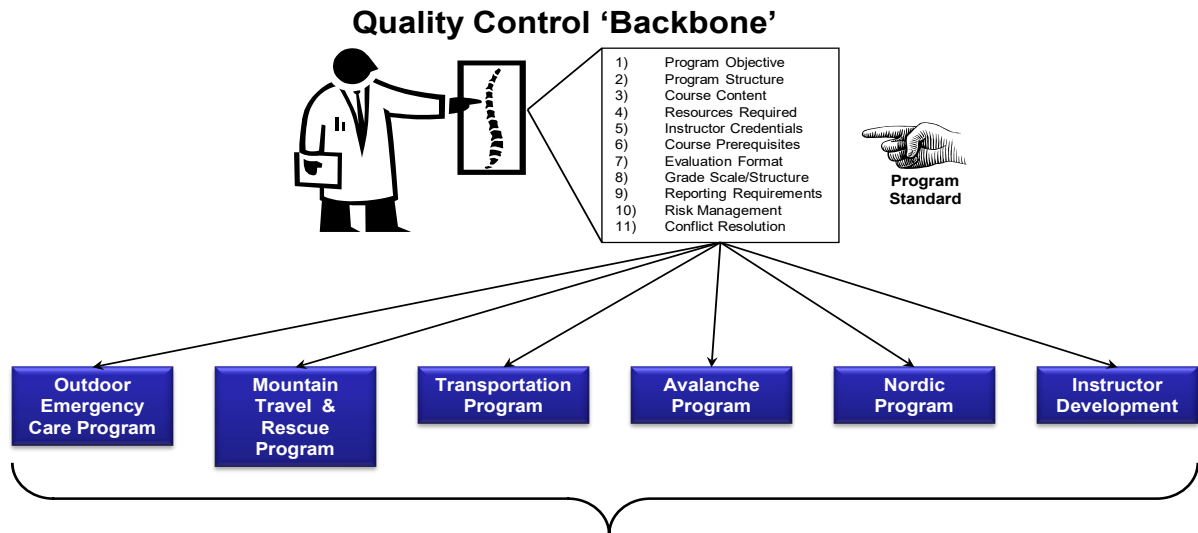 Quality Control ‘Backbone’
1) Program Objective
2) Program Structure
3) Course Content
4) Resources Required
5) Instructor Credentials
6) Course Prerequisites
7) Evaluation Format
8) Grade Scale/Structure
9) Reporting Requirements
10) Risk Management
11) Conflict Resolution
Program
Standard
Outdoor
Emergency
Care Program
Mountain
Travel &
Rescue
Program
Transportation
Program
Avalanche
Program
Nordic
Program
Instructor
Development